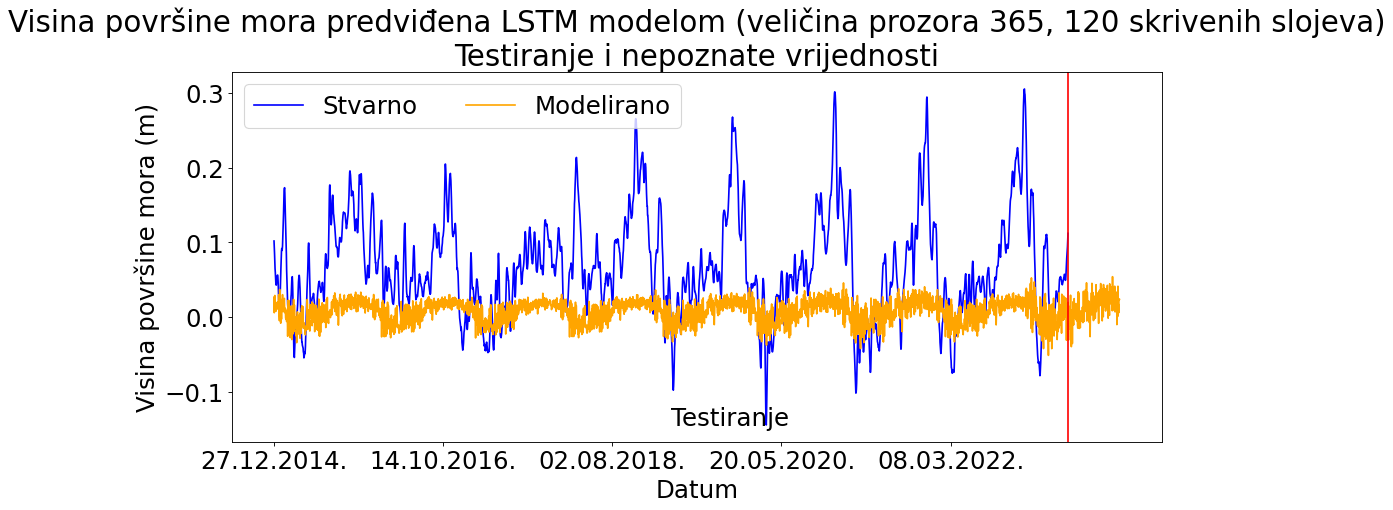 Visina površine mora predviđena LSTM modelom (veličina prozora 365, 120 skrivenih slojeva)
Testiranje i nepoznate vrijednosti
Stvarno
Modelirano
Visina površine mora (m)
0.3
0.2
0.1
0.0
−0.1
Testiranje
27.12.2014.
14.10.2016.
02.08.2018.
20.05.2020.
08.03.2022.
Datum